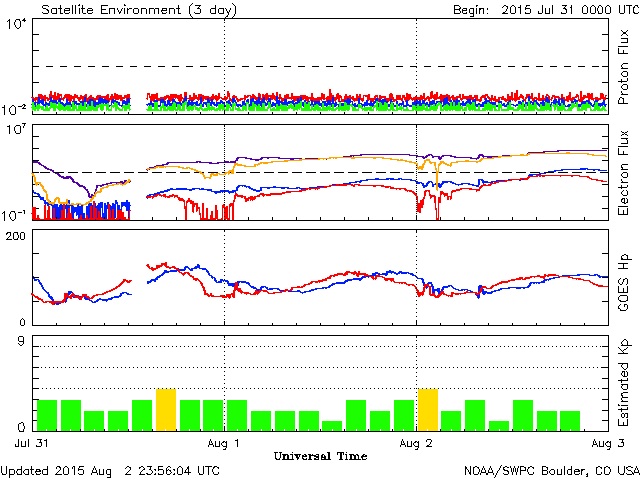 Satellite Environment (3 day) Begin: 2015 Jul 31 0000 UTC
10⁴
10⁻²
Proton Flux
10⁷
10⁻¹
Electron Flux
200
0
GOES Hp
9
0
Estimated Kp
Jul 31 Aug 1 Aug 2 Aug 3
Universal Time
Updated 2015 Aug 2 23:56:04 UTC NOAA/SWPC Boulder, CO USA